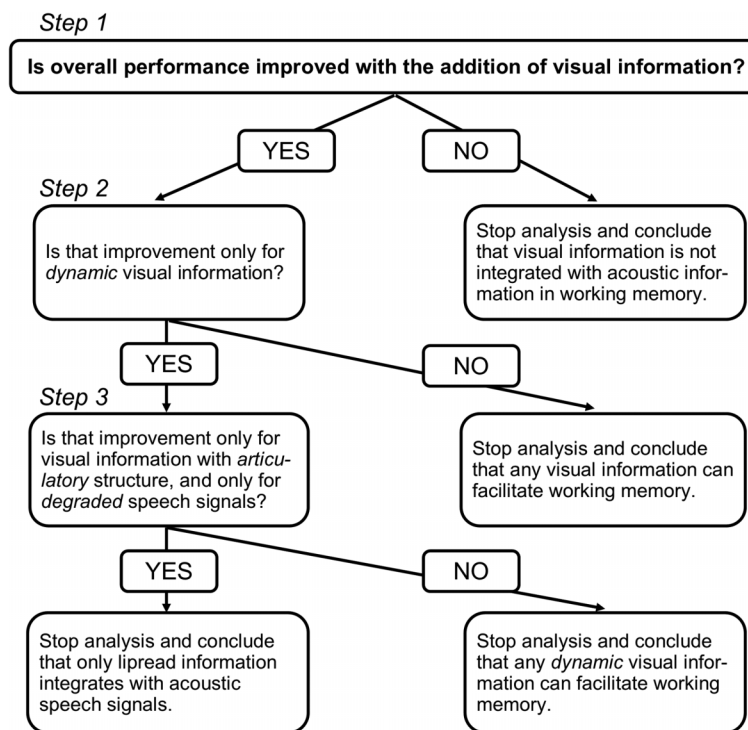 Step 1
Is overall performance improved with the addition of visual information?
YES
NO
Step 2
Is that improvement only for
dynamic visual information?
Stop analysis and conclude
that visual information is not
integrated with acoustic infor-
mation in working memory.
YES
NO
Step 3
Is that improvement only for
visual information with articu-
latory structure, and only for
degraded speech signals?
Stop analysis and conclude
that any visual information can
facilitate working memory.
YES
NO
Stop analysis and conclude
that only lipread information
integrates with acoustic
speech signals.
Stop analysis and conclude
that any dynamic visual infor-
mation can facilitate working
memory.